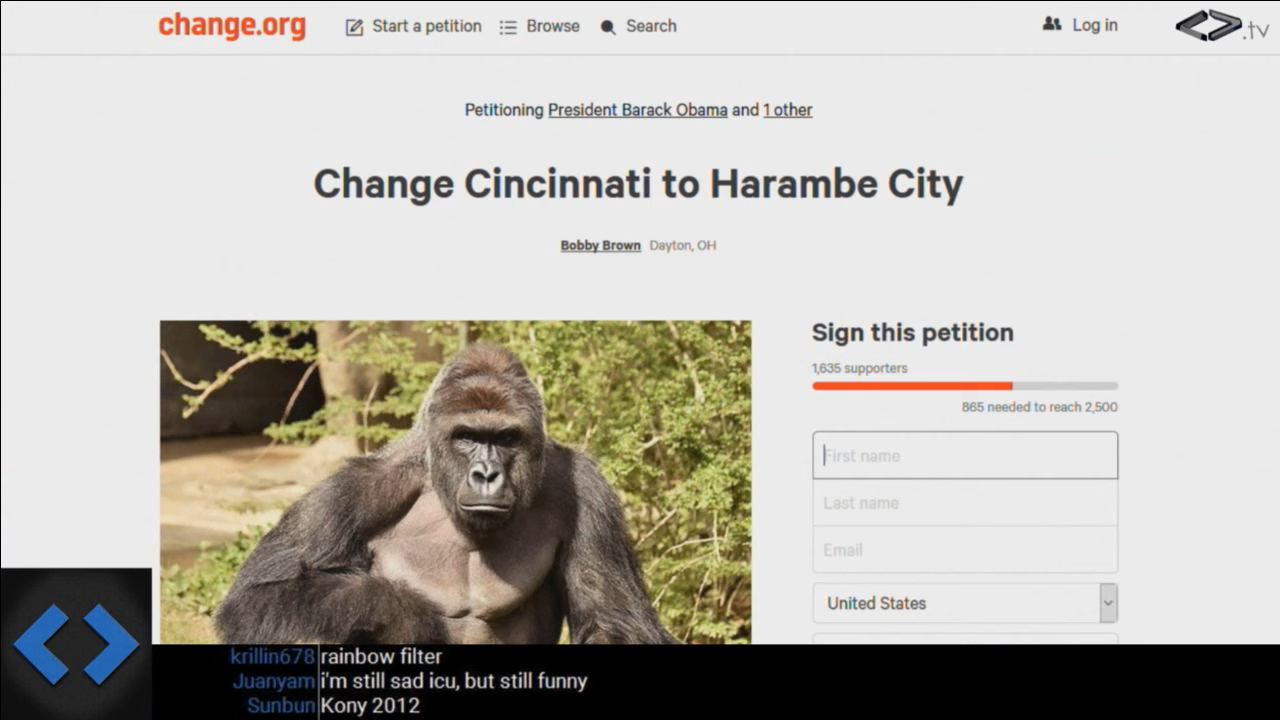 change.org Start a petition Browse Search Log in .tv
Petitioning President Barack Obama and 1 other
Change Cincinnati to Harambe City
Bobby Brown Dayton, OH
Sign this petition
1,635 supporters
865 needed to reach 2,500
First name
Last name
Email
United States
krillin678 rainbow filter
Juanyam i'm still sad icu, but still funny
Sunbun Kony 2012